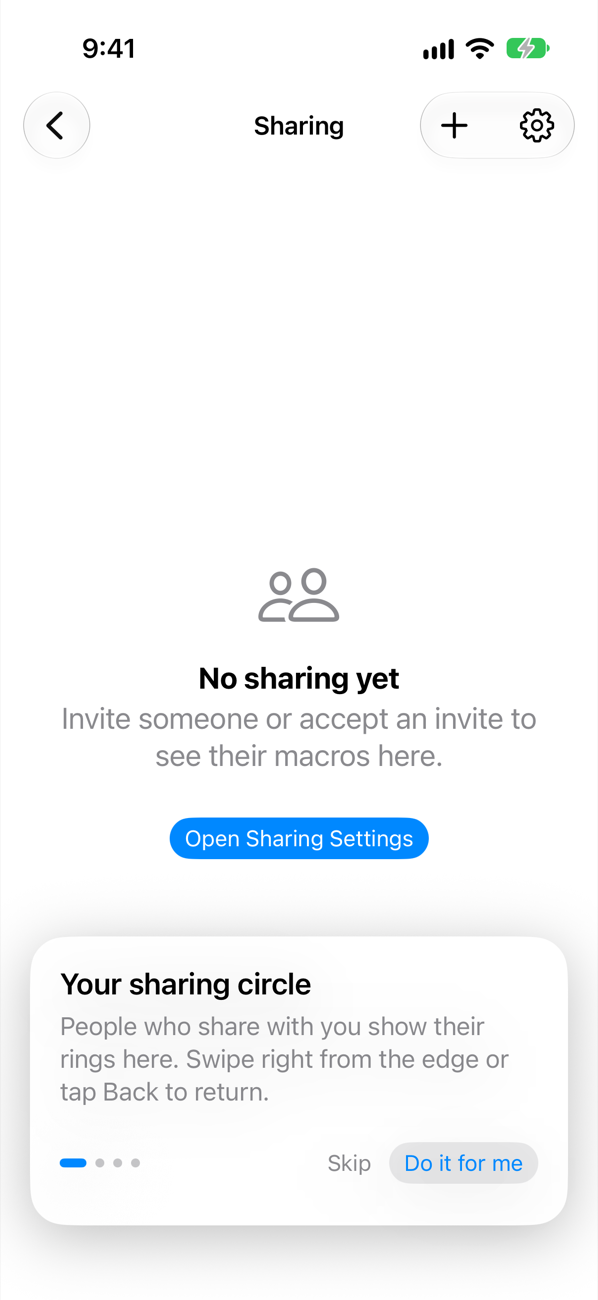 9:41
Sharing
No sharing yet
Invite someone or accept an invite to
see their macros here.
Open Sharing Settings
Your sharing circle
People who share with you show their
rings here. Swipe right from the edge or
tap Back to return.
Skip
Do it for me